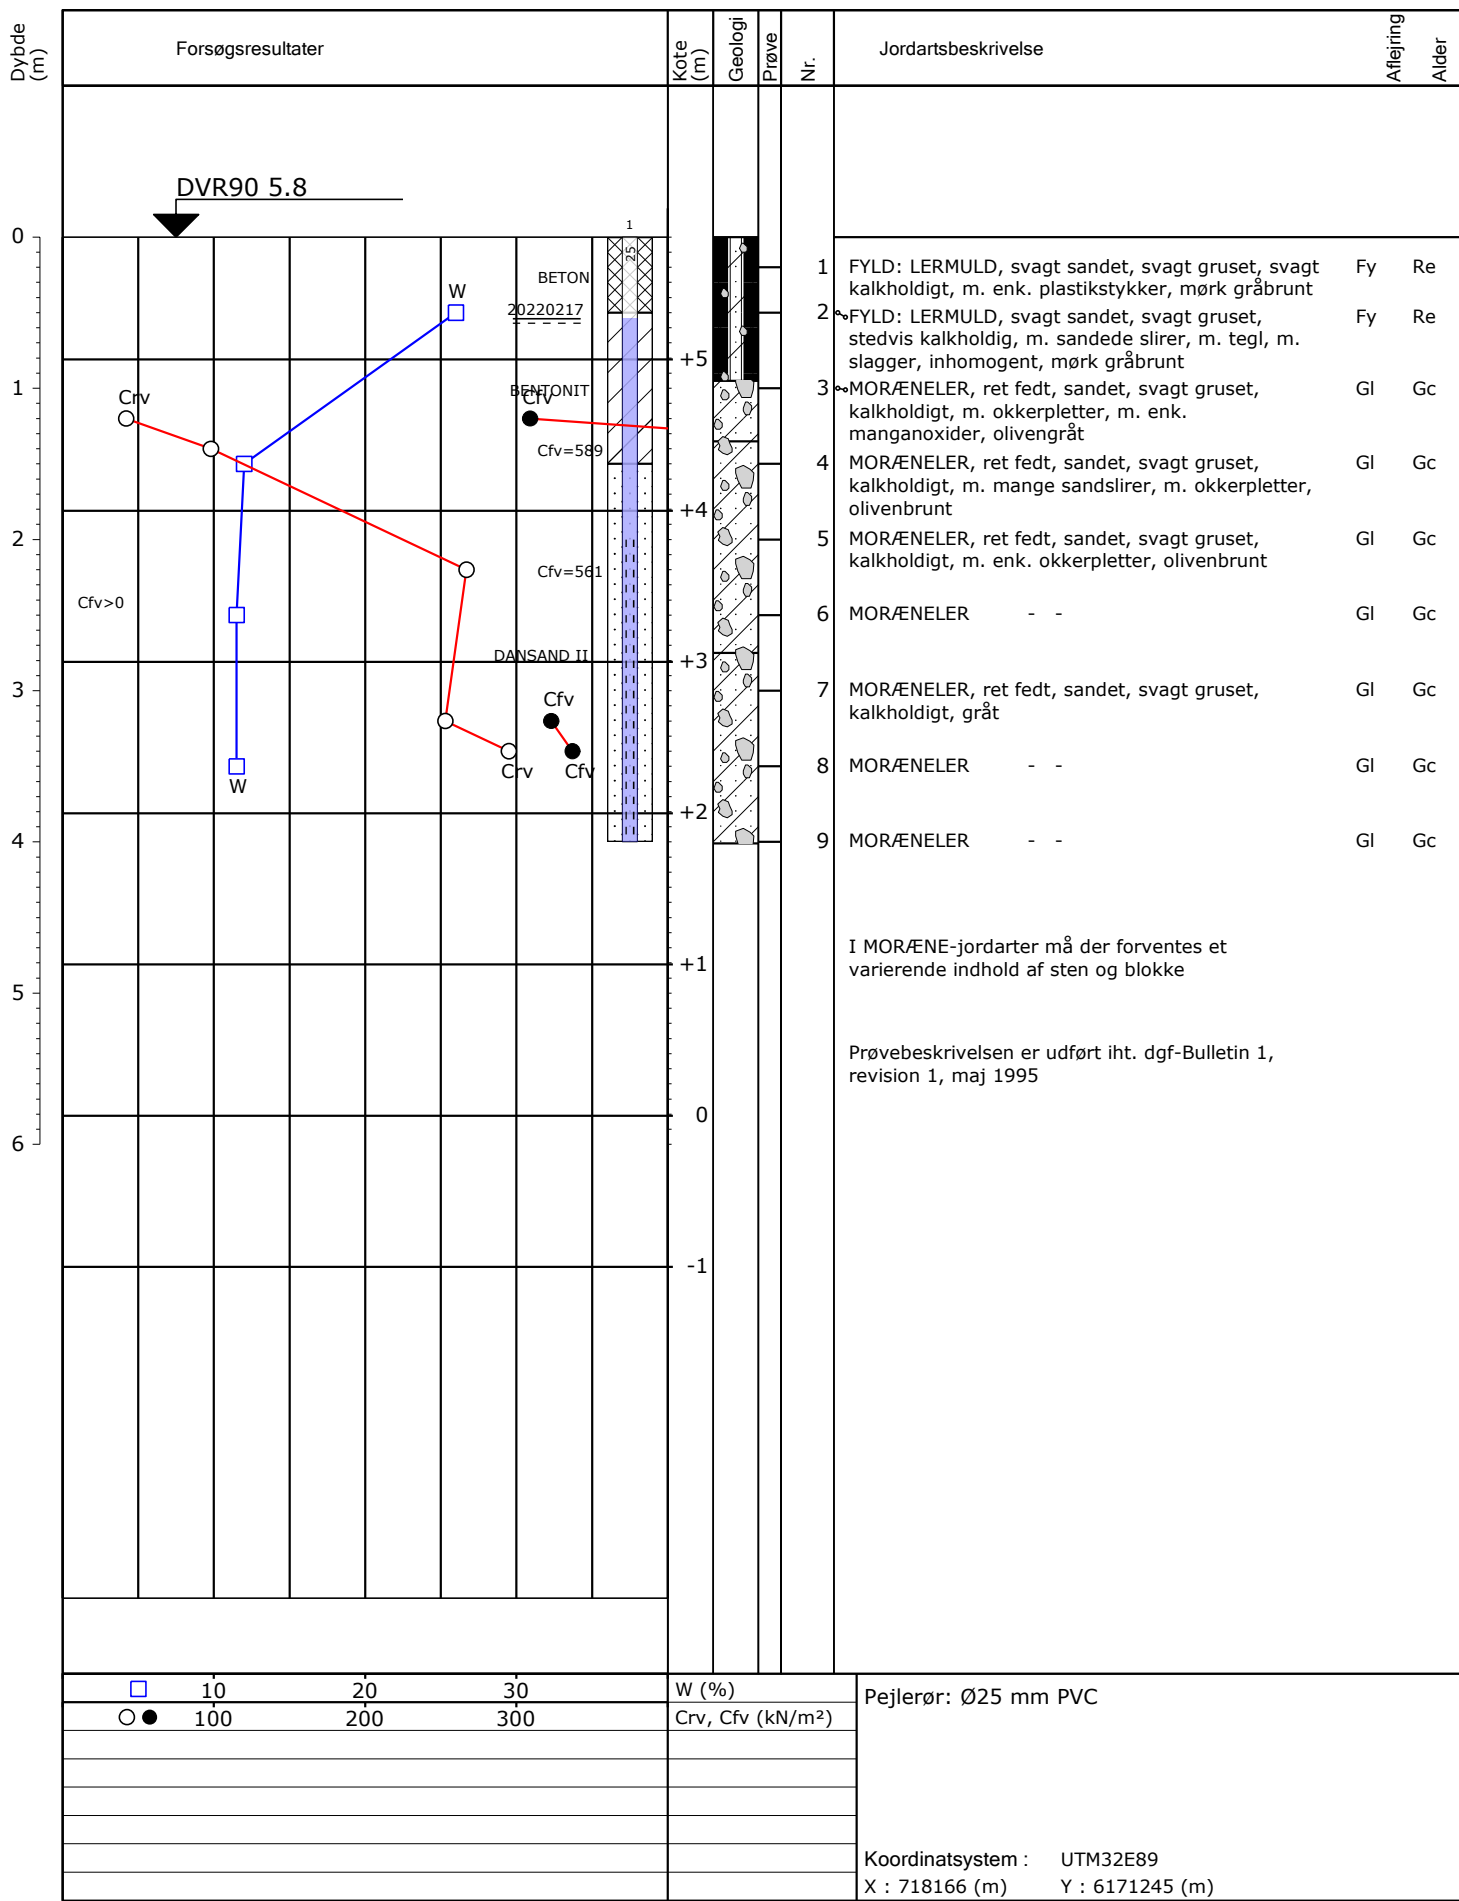 Dybde
(m)
Forsøgsresultater
Kote
(m)
Geologi
Prøve
Nr.
Jordartsbeskrivelse
Aflejring
Alder
DVR90 5.8
0
1
25
BETON
20220217
W
+5
1
Crv
BENTONIT
Cfv
Cfv=589
+4
2
Cfv=561
Cfv>0
DANSAND II
+3
3
Cfv
Crv
Cfv
W
+2
4
+1
5
0
6
-1
1 FYLD: LERMULD, svagt sandet, svagt gruset, svagt Fy Re
kalkholdigt, m. enk. plastikstykker, mørk gråbrunt
2 FYLD: LERMULD, svagt sandet, svagt gruset, Fy Re
stedvis kalkholdig, m. sandede slirer, m. tegl, m.
slagger, inhomogent, mørk gråbrunt
3 MORÆNELER, ret fedt, sandet, svagt gruset, Gl Gc
kalkholdigt, m. okkerpletter, m. enk.
manganoxider, olivengråt
4 MORÆNELER, ret fedt, sandet, svagt gruset, Gl Gc
kalkholdigt, m. mange sandslirer, m. okkerpletter,
olivenbrunt
5 MORÆNELER, ret fedt, sandet, svagt gruset, Gl Gc
kalkholdigt, m. enk. okkerpletter, olivenbrunt
6 MORÆNELER - - Gl Gc
7 MORÆNELER, ret fedt, sandet, svagt gruset, Gl Gc
kalkholdigt, gråt
8 MORÆNELER - - Gl Gc
9 MORÆNELER - - Gl Gc
I MORÆNE-jordarter må der forventes et
varierende indhold af sten og blokke
Prøvebeskrivelsen er udført iht. dgf-Bulletin 1,
revision 1, maj 1995
10 20 30 W (%)
100 200 300 Crv, Cfv (kN/m²)
Pejlerør: Ø25 mm PVC
Koordinatsystem : UTM32E89
X : 718166 (m) Y : 6171245 (m)